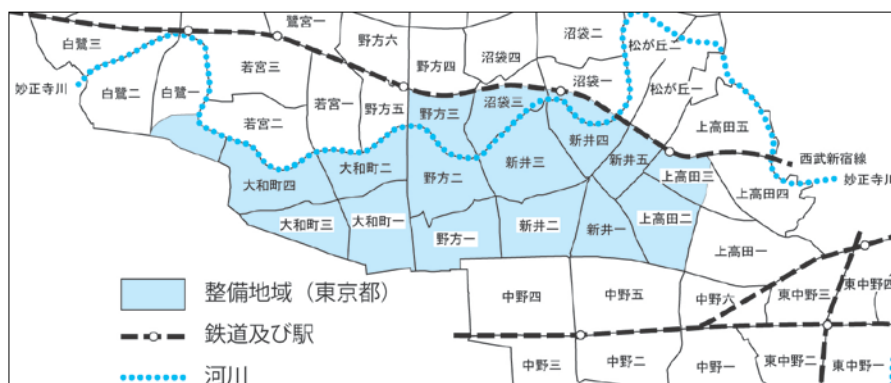 鷺宮一
白鷺三
野方六
沼袋二
松が丘二
沼袋四
野方四
若宮三
沼袋一
妙正寺川
白鷺二
白鷺一
松が丘一
若宮一
野方五
野方三
沼袋三
若宮二
上高田五
新井四
西武新宿線
大和町二
新井三
新井五
上高田三
大和町四
野方二
妙正寺川
上高田四
大和町三
大和町一
野方一
新井二
新井一
上高田二
上高田一
整備地域（東京都）
中野四
中野五
中野六
東中野三
東中野四
鉄道及び駅
中野三
中野二
中野一
東中野二
東中野一
河川